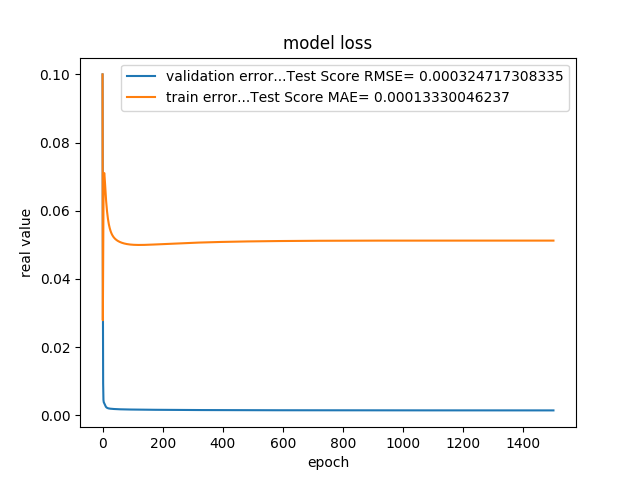 model loss
validation error...Test Score RMSE= 0.000324717308335
train error...Test Score MAE= 0.00013330046237
0.10
0.08
0.06
0.04
0.02
0.00
real value
0 200 400 600 800 1000 1200 1400
epoch